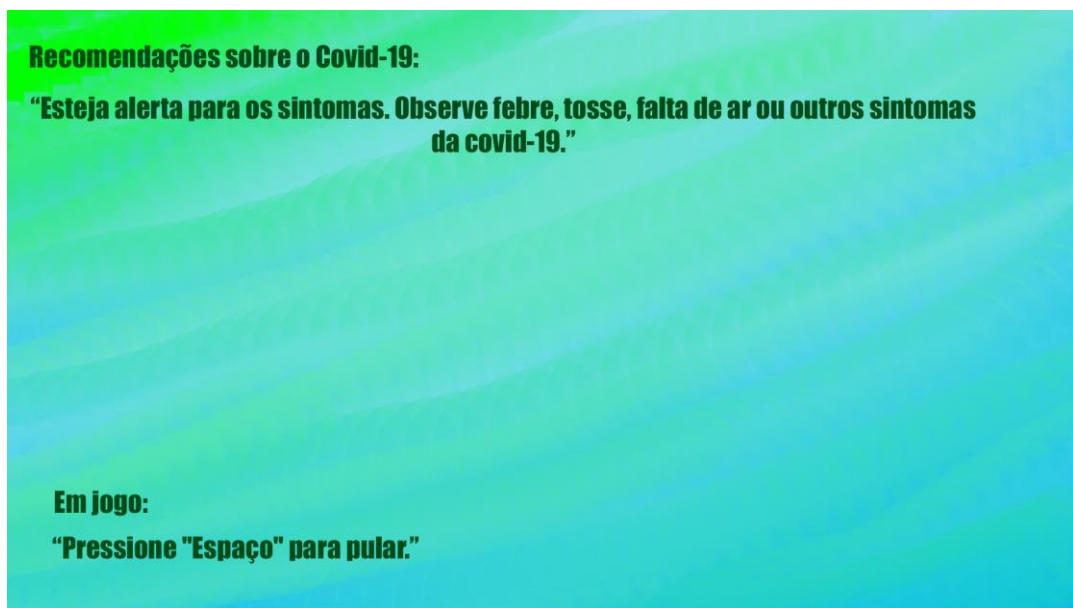 Recomendações sobre o Covid-19:
“Esteja alerta para os sintomas. Observe febre, tosse, falta de ar ou outros sintomas
da covid-19.”
Em jogo:
“Pressione "Espaço" para pular.”